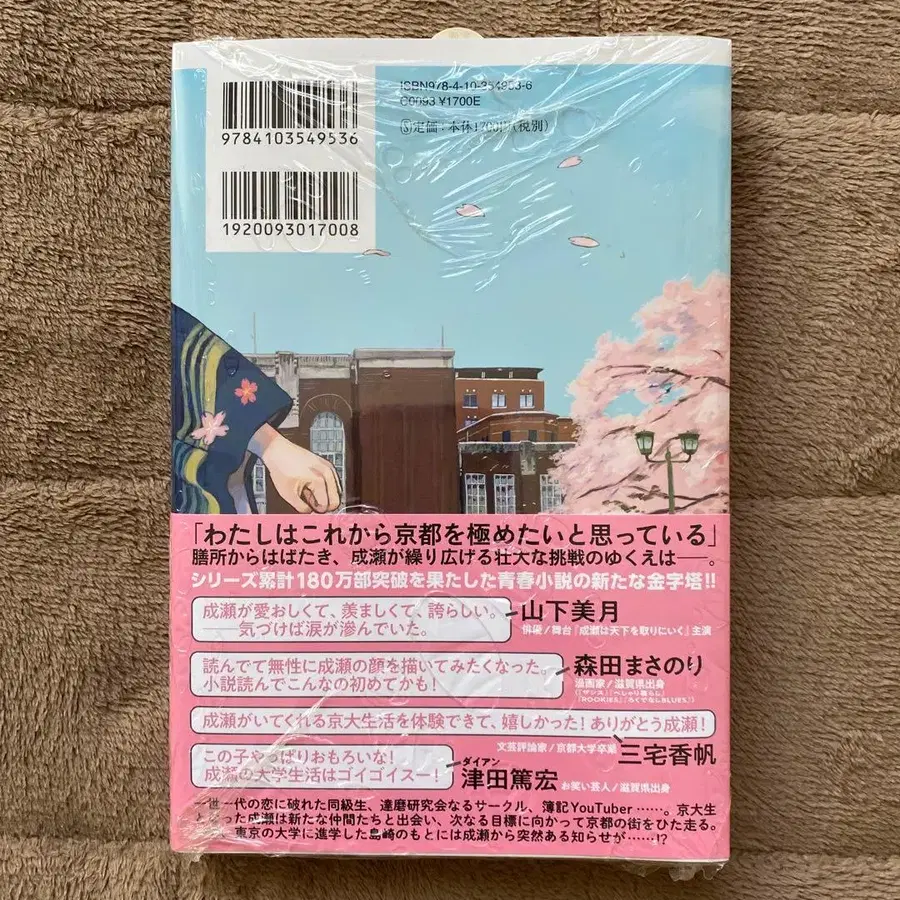 ISBN978-4-10-354953-6
C0093 ¥1700E
Ⓢ定価:本体1700円(税別)
9784103549536
1920093017008
「わたしはこれから京都を極めたいと思っている」
膳所からはばたき、成瀬が繰り広げる壮大な挑戦のゆくえは――。
シリーズ累計180万部突破を果たした青春小説の新たな金字塔!!
成瀬が愛おしくて、羨ましくて、誇らしい。
――気づけば涙が滲んでいた。
山下美月
俳優/舞台『成瀬は天下を取りにいく』主演
読んでて無性に成瀬の顔を描いてみたくなった。
小説読んでこんなの初めてかも!
森田まさのり
漫画家/滋賀県出身
(『ザシス』『べしゃり暮らし』
『ROOKIES』『ろくでなしBLUES』)
成瀬がいてくれる京大生活を体験できて、嬉しかった!ありがとう成瀬!
文芸評論家/京都大学卒業 三宅香帆
この子やっぱりおもろいな!
成瀬の大学生活はゴイゴイスー!
ダイアン
津田篤宏 お笑い芸人/滋賀県出身
一世一代の恋に破れた同級生、達磨研究会なるサークル、簿記YouTuber……。京大生
となった成瀬は新たな仲間たちと出会い、次なる目標に向かって京都の街をひた走る。
東京の大学に進学した島崎のもとには成瀬から突然ある知らせが……!?